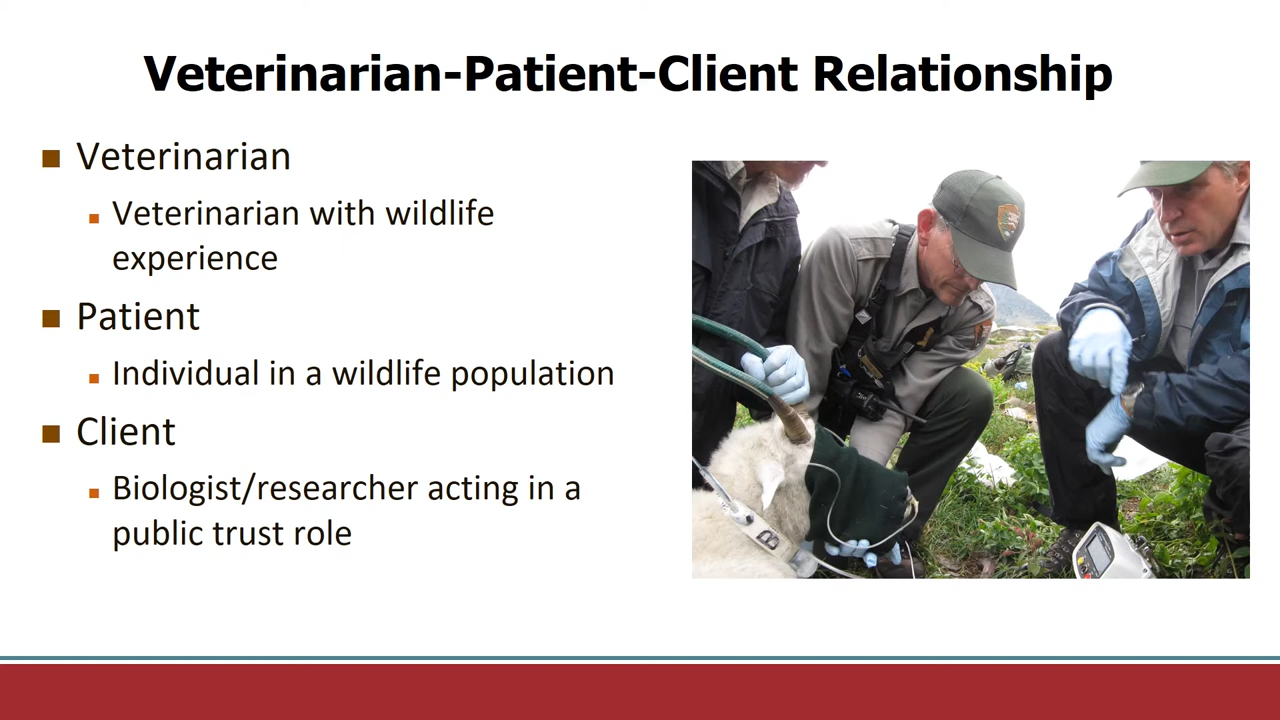 Veterinarian-Patient-Client Relationship
Veterinarian
Veterinarian with wildlife
experience
Patient
Individual in a wildlife population
Client
Biologist/researcher acting in a
public trust role
B